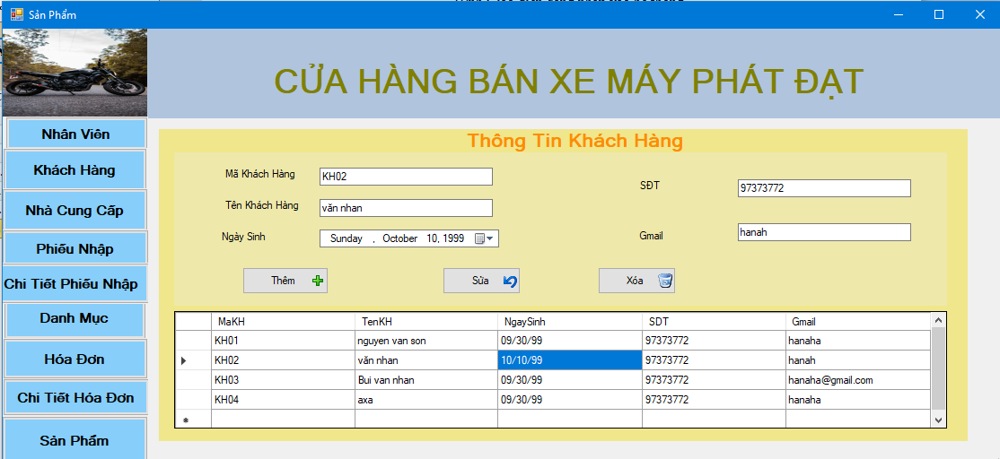 Sản Phẩm
CỬA HÀNG BÁN XE MÁY PHÁT ĐẠT
Nhân Viên
Khách Hàng
Nhà Cung Cấp
Phiếu Nhập
Chi Tiết Phiếu Nhập
Danh Mục
Hóa Đơn
Chi Tiết Hóa Đơn
Sản Phẩm
Thông Tin Khách Hàng
Mã Khách Hàng KH02
Tên Khách Hàng văn nhan
Ngày Sinh Sunday , October 10, 1999
SĐT 97373772
Gmail hanah
Thêm Sửa Xóa
MaKH TenKH NgaySinh SDT Gmail
KH01 nguyen van son 09/30/99 97373772 hanaha
KH02 văn nhan 10/10/99 97373772 hanah
KH03 Bui van nhan 09/30/99 97373772 hanaha@gmail.com
KH04 axa 09/30/99 97373772 hanaha